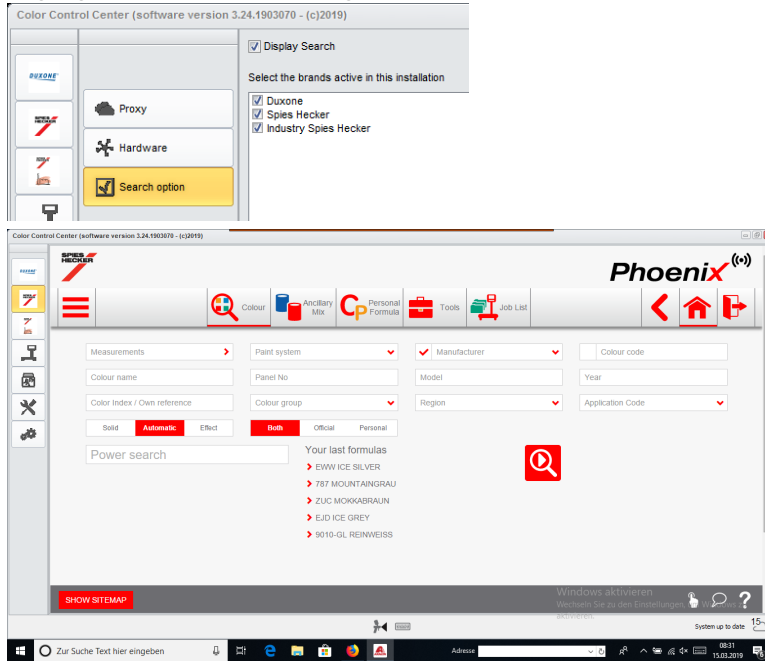 Color Control Center (software version 3.24.1903070 - (c)2019)
Display Search
Select the brands active in this installation
DUXONE
Duxone
Spies Hecker
Industry Spies Hecker
Proxy
Hardware
Search option
Color Control Center (software version 3.24.1903070 - (c)2019)
SPIES HECKER
Phoenix
Colour
Ancillary Mix
CP Personal Formula
Tools
Job List
Measurements
Paint system
Manufacturer
Colour code
Colour name
Panel No
Model
Year
Color Index / Own reference
Colour group
Region
Application Code
Solid Automatic Effect
Both Official Personal
Power search
Your last formulas
EWW ICE SILVER
787 MOUNTAINGRAU
ZUC MOKKABRAUN
EJD ICE GREY
9010-GL REINWEISS
SHOW SITEMAP
Windows aktivieren
Wechseln Sie zu den Einstellungen, um Windows zu
aktivieren.
?
System up to date
15-
Zur Suche Text hier eingeben
Adresse
08:31
15.03.2019